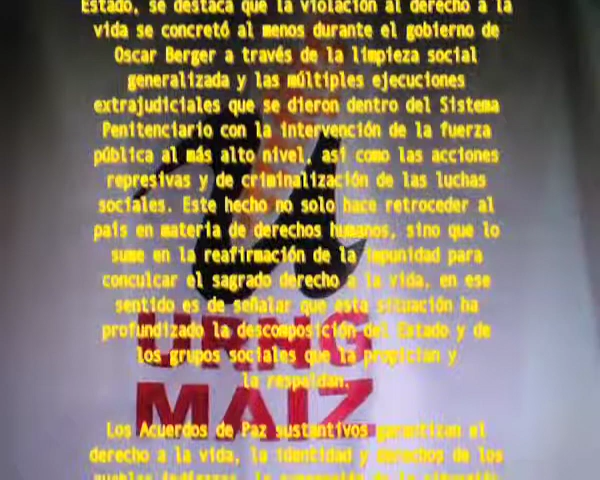 Estado, se destaca que la violación al derecho a la
vida se concretó al menos durante el gobierno de
Oscar Berger a través de la limpieza social
generalizada y las múltiples ejecuciones
extrajudiciales que se dieron dentro del Sistema
Penitenciario con la intervención de la fuerza
pública al más alto nivel, así como las acciones
represivas y de criminalización de las luchas
sociales. Este hecho no solo hace retroceder al
país en materia de derechos humanos, sino que lo
sume en la reafirmación de la impunidad para
conculcar el sagrado derecho a la vida, en ese
sentido es de señalar que esta situación ha
profundizado la descomposición del Estado y de
los grupos sociales que la propician y
la respaldan.
URNG
MAIZ
Los Acuerdos de Paz sustantivos garantizan el
derecho a la vida, la identidad y derechos de los